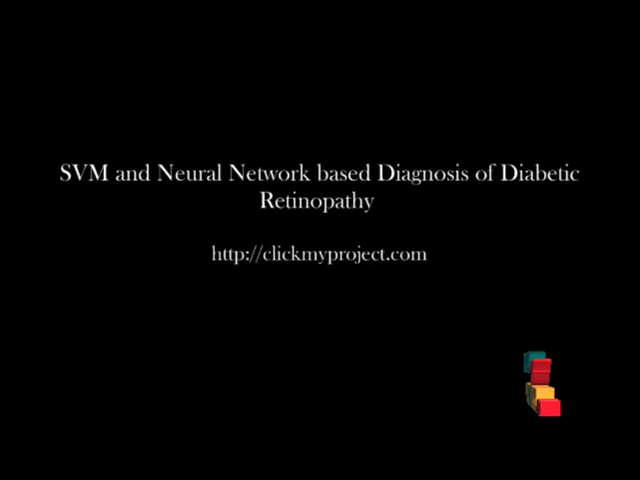 SVM and Neural Network based Diagnosis of Diabetic
Retinopathy
http://clickmyproject.com